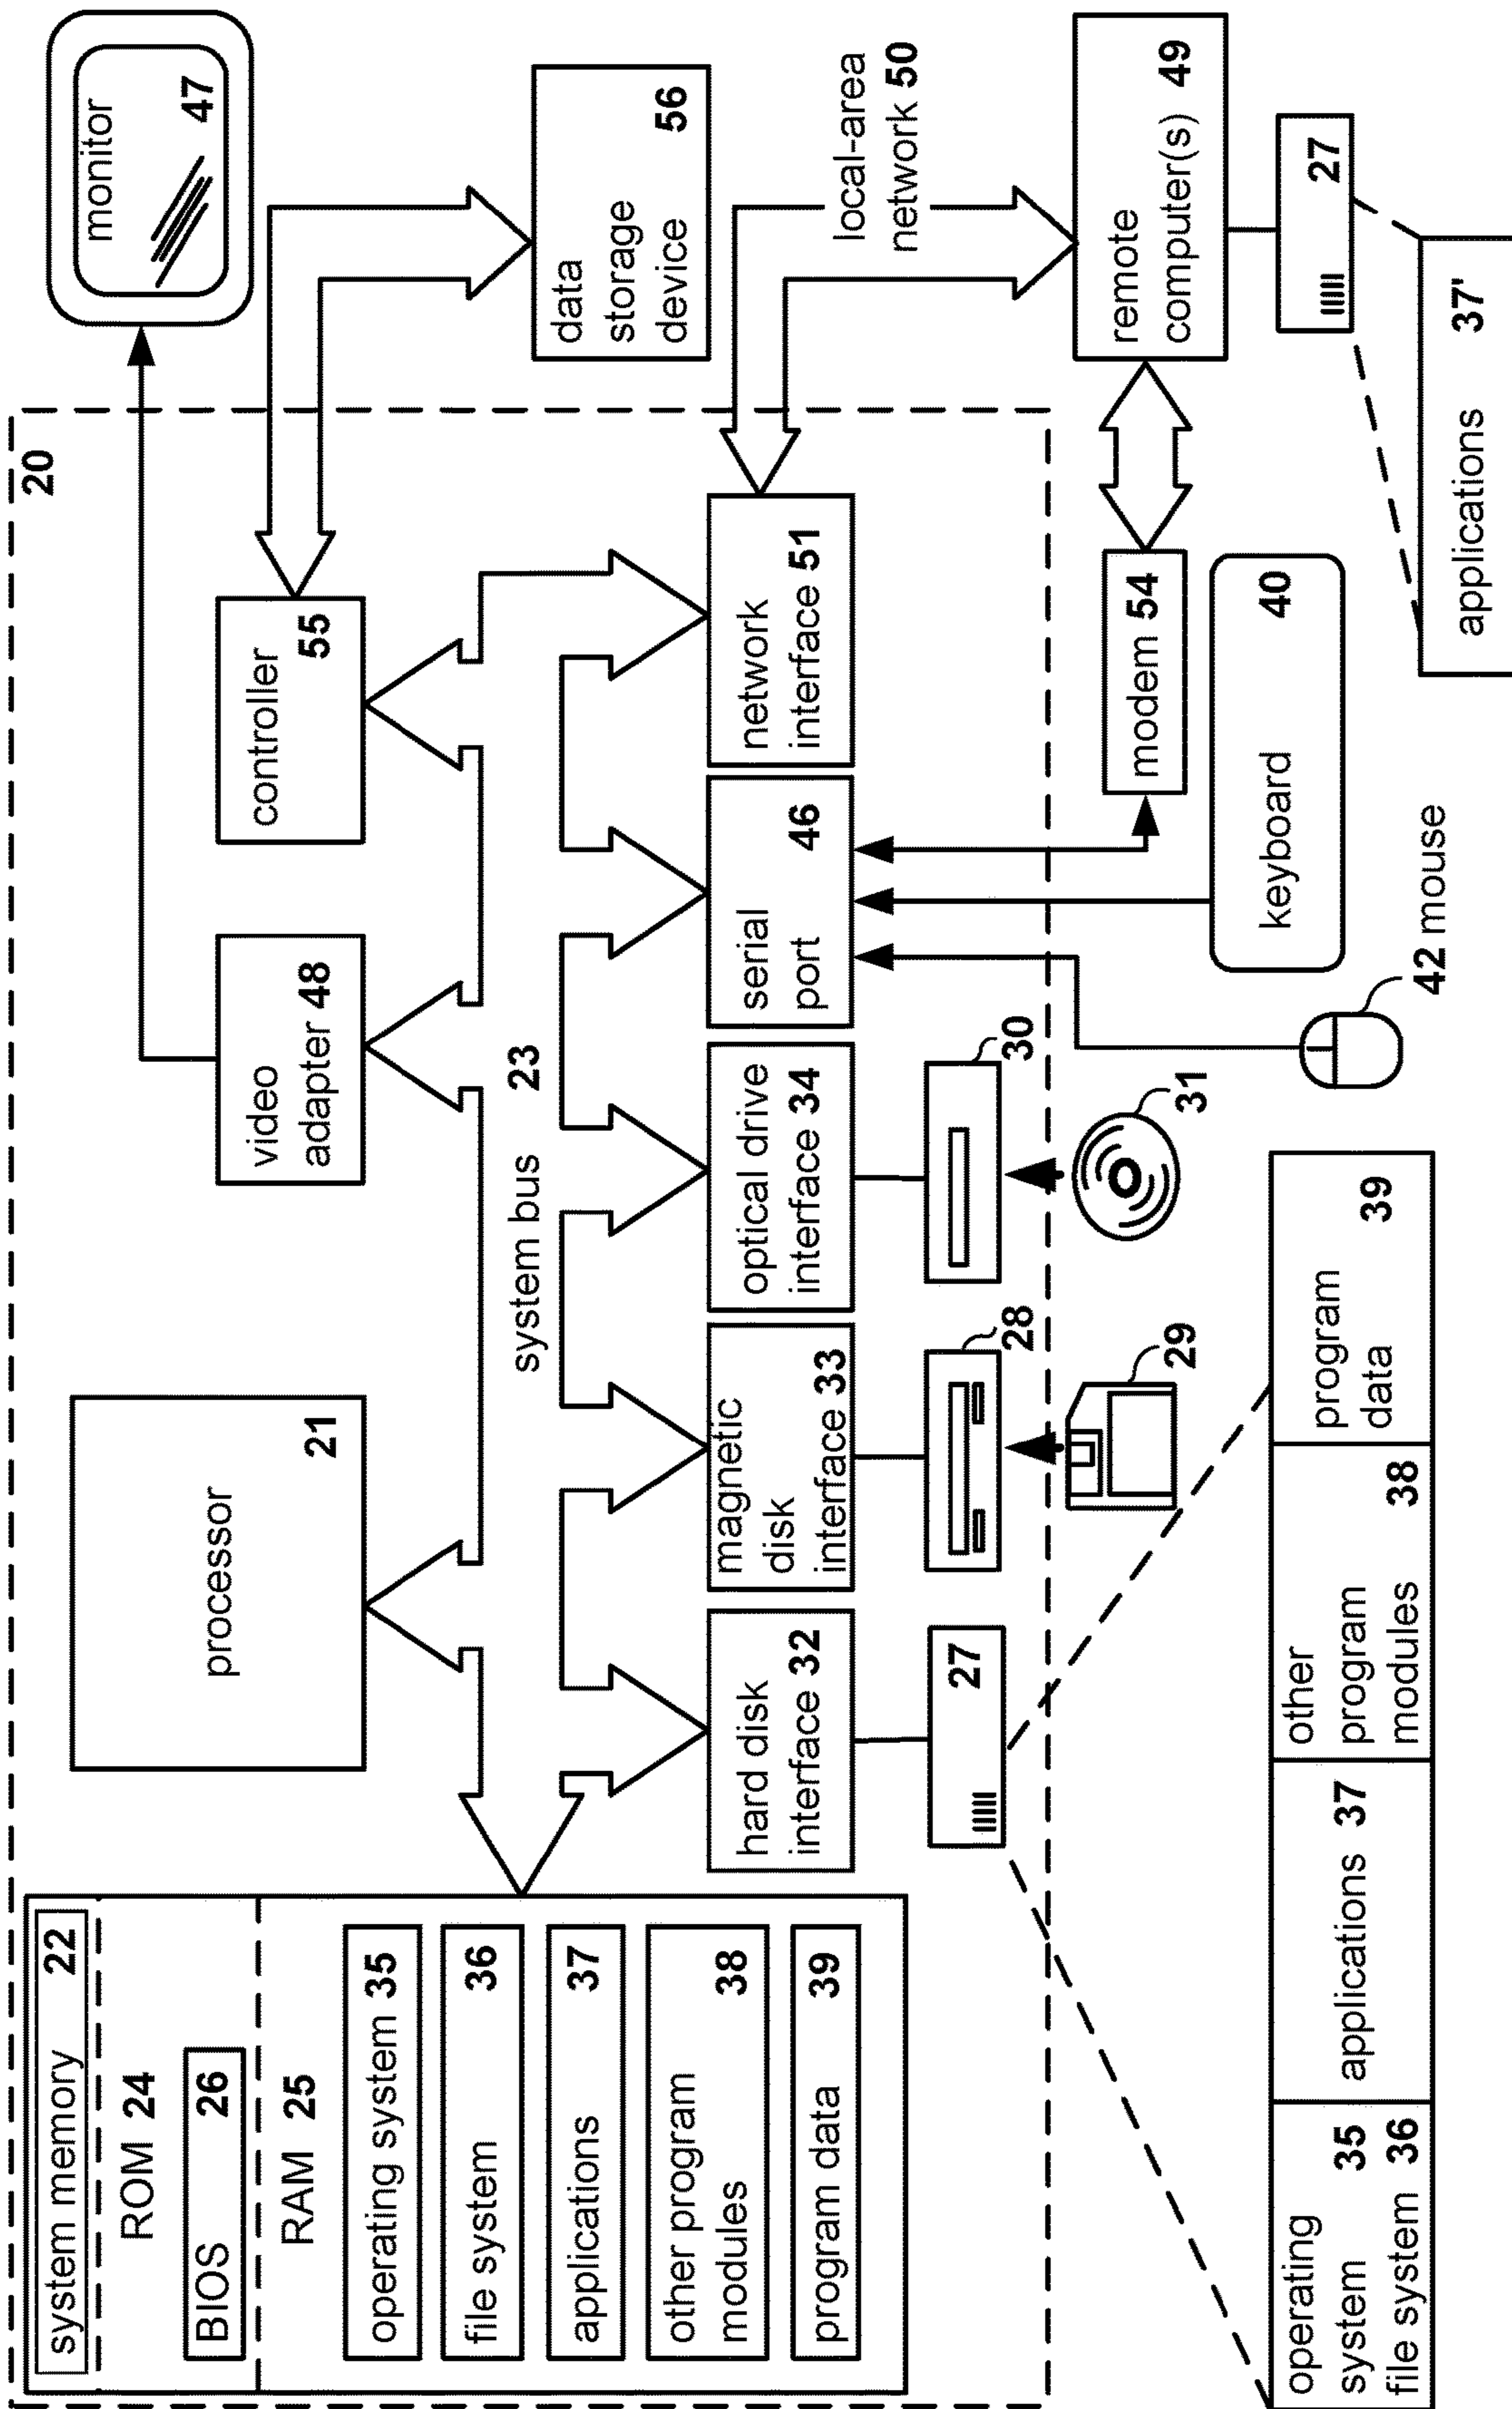 20
system memory 22
ROM 24
BIOS 26
RAM 25
operating system 35
file system 36
applications 37
other program
modules 38
program data 39
processor
21
video
adapter 48
controller
55
monitor
47
system bus 23
data
storage
device
56
hard disk
interface 32
magnetic
disk
interface 33
optical drive
interface 34
serial
port 46
network
interface 51
local-area
network 50
27
28
30
29
31
modem 54
remote
computer(s) 49
27
keyboard
40
42 mouse
operating
system 35
file system 36
applications 37
other
program
modules 38
program
data 39
applications 37'